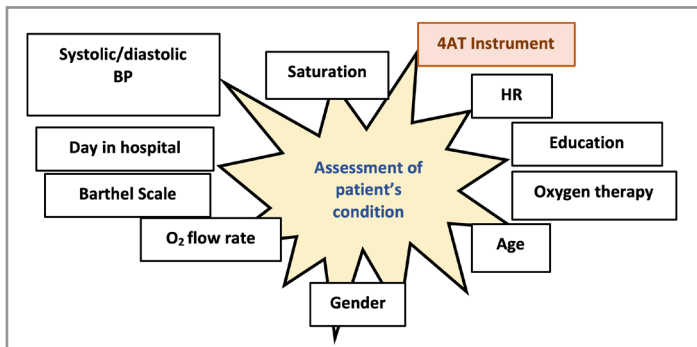 Systolic/diastolic
BP
Saturation
4AT Instrument
HR
Day in hospital
Education
Assessment of
patient's
condition
Barthel Scale
Oxygen therapy
O₂ flow rate
Age
Gender